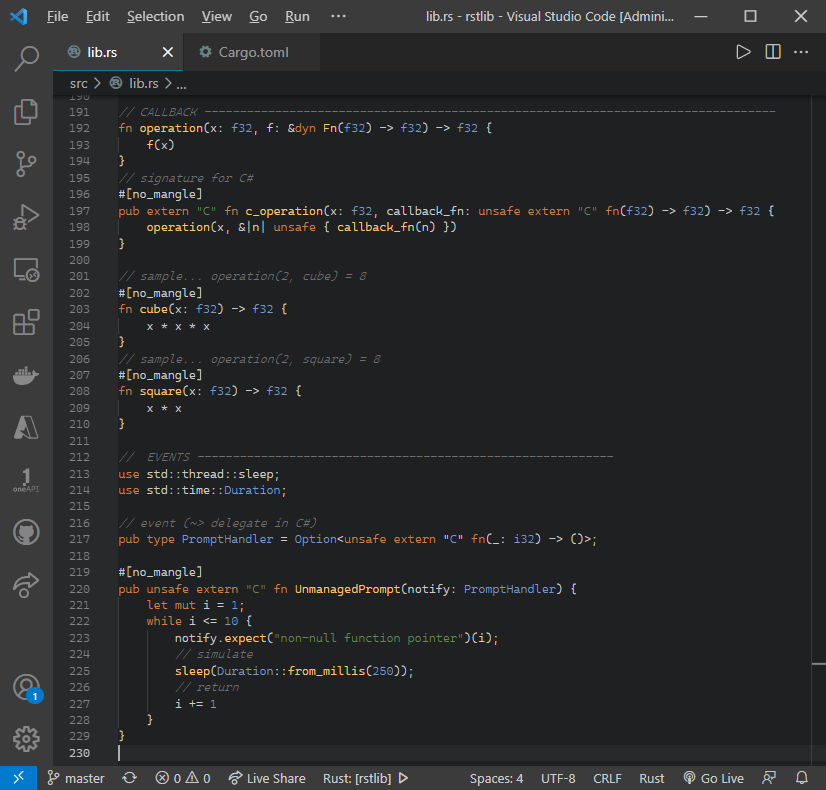 File Edit Selection View Go Run ··· lib.rs - rstlib - Visual Studio Code [Admini...
lib.rs Cargo.toml
src > lib.rs > ...
190
191 // CALLBACK ---------------------------------------------------------------------------------
192 fn operation(x: f32, f: &dyn Fn(f32) -> f32) -> f32 {
193     f(x)
194 }
195 // signature for C#
196 #[no_mangle]
197 pub extern "C" fn c_operation(x: f32, callback_fn: unsafe extern "C" fn(f32) -> f32) -> f32 {
198     operation(x, &|n| unsafe { callback_fn(n) })
199 }
200
201 // sample... operation(2, cube) = 8
202 #[no_mangle]
203 fn cube(x: f32) -> f32 {
204     x * x * x
205 }
206 // sample... operation(2, square) = 8
207 #[no_mangle]
208 fn square(x: f32) -> f32 {
209     x * x
210 }
211
212 //  EVENTS -----------------------------------------------------------
213 use std::thread::sleep;
214 use std::time::Duration;
215
216 // event (~> delegate in C#)
217 pub type PromptHandler = Option<unsafe extern "C" fn(_: i32) -> ()>;
218
219 #[no_mangle]
220 pub unsafe extern "C" fn UnmanagedPrompt(notify: PromptHandler) {
221     let mut i = 1;
222     while i <= 10 {
223         notify.expect("non-null function pointer")(i);
224         // simulate
225         sleep(Duration::from_millis(250));
226         // return
227         i += 1
228     }
229 }
230
1
oneAPI
1
master 0 0 Live Share Rust: [rstlib] Spaces: 4 UTF-8 CRLF Rust Go Live